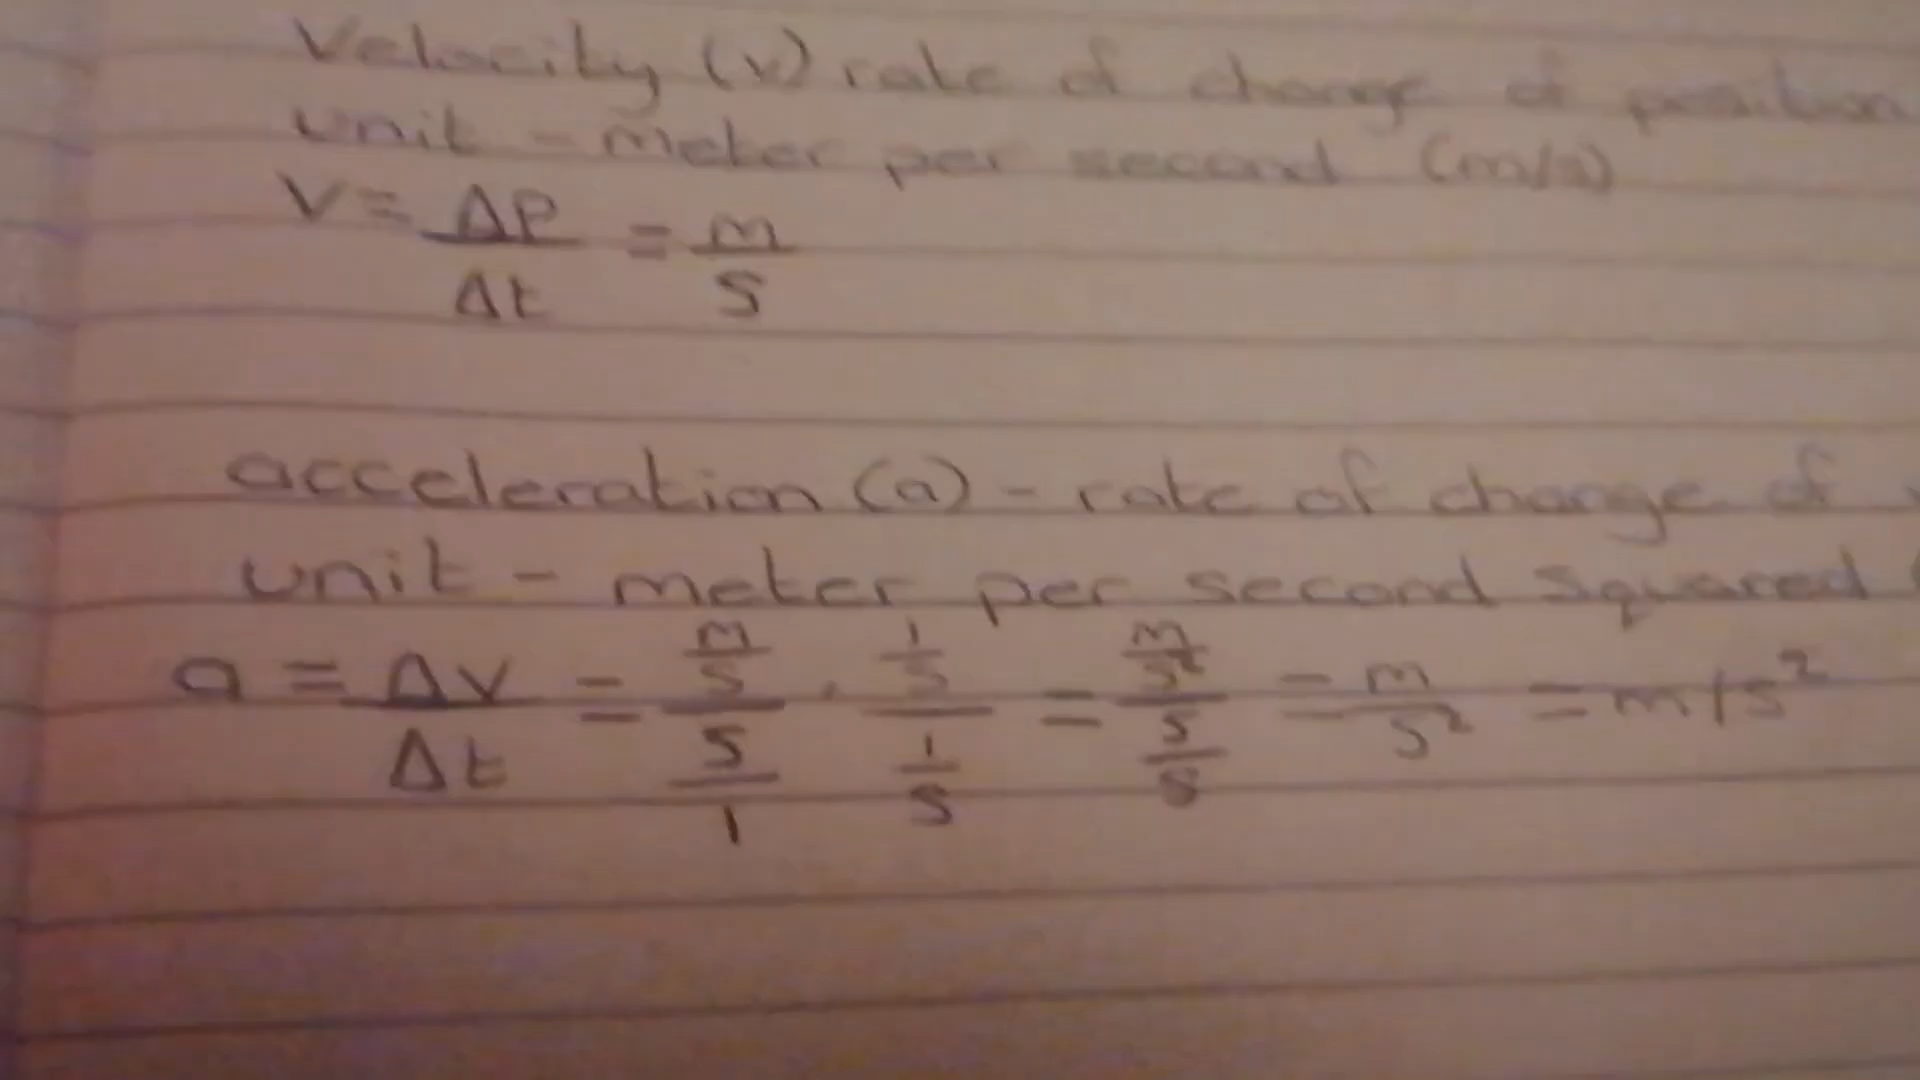 Velocity (v) rate of change of position
unit - meter per second (m/s)
V = ΔP/Δt = m/s
acceleration (a) - rate of change of
unit - meter per second squared (
a = Δv/Δt = (m/s)/(s/1) · (1/s)/(1/s) = (m/s²)/(s/s) = m/s² = m/s²